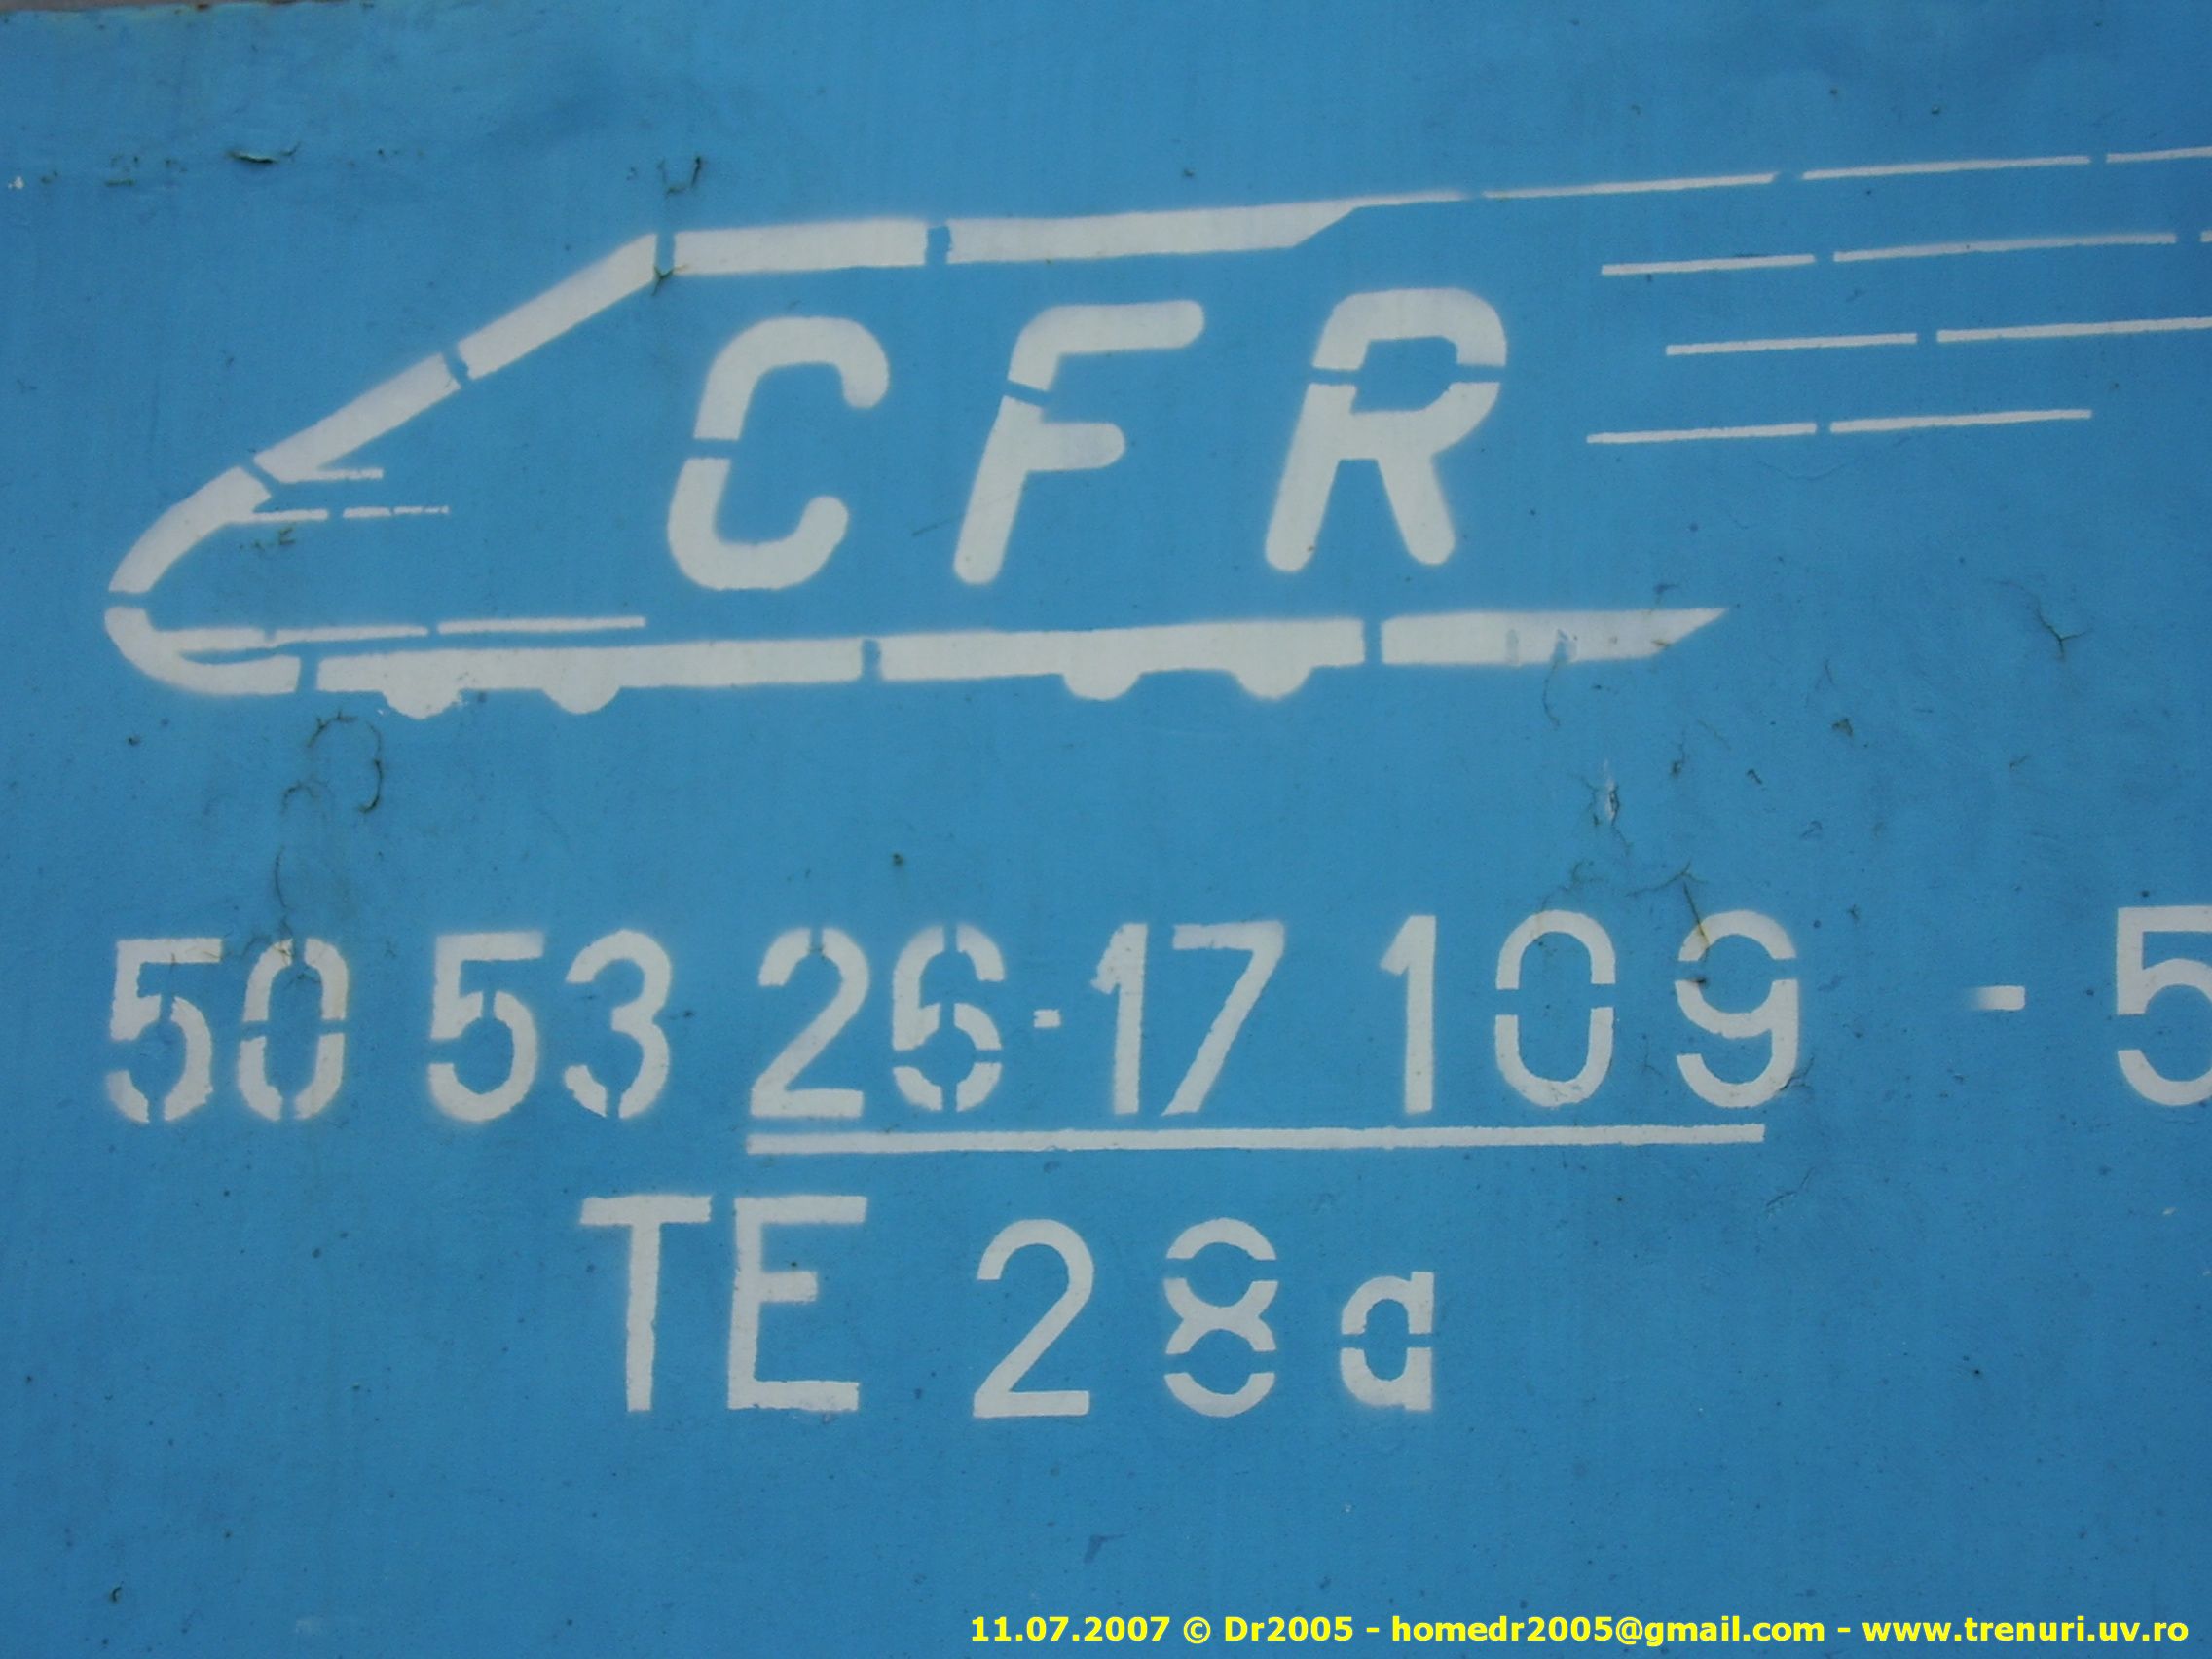 CFR
50 53 26-17 109 - 5
TE 28a
11.07.2007 © Dr2005 - homedr2005@gmail.com - www.trenuri.uv.ro